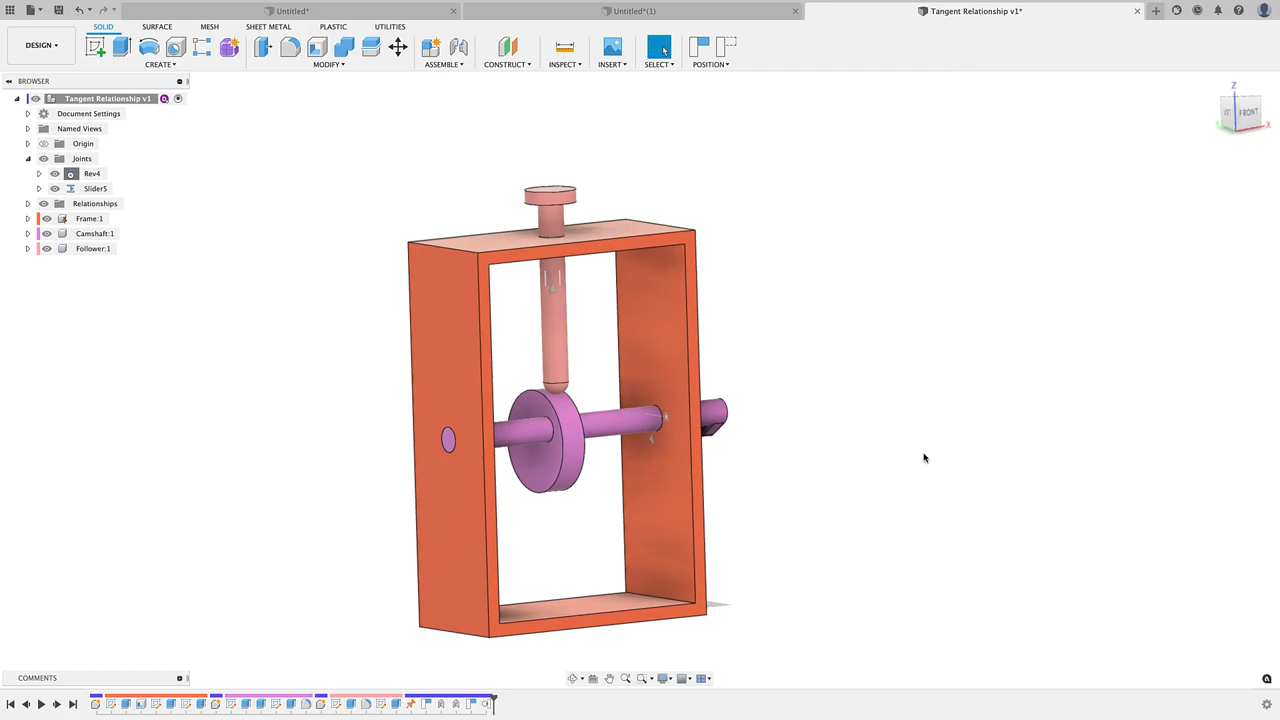 Untitled*
Untitled*(1)
Tangent Relationship v1*
SOLID SURFACE MESH SHEET METAL PLASTIC UTILITIES
DESIGN
CREATE MODIFY ASSEMBLE CONSTRUCT INSPECT INSERT SELECT POSITION
BROWSER
Tangent Relationship v1
Document Settings
Named Views
Origin
Joints
Rev4
Slider5
Relationships
Frame:1
Camshaft:1
Follower:1
Z
FRONT
X
Y
COMMENTS